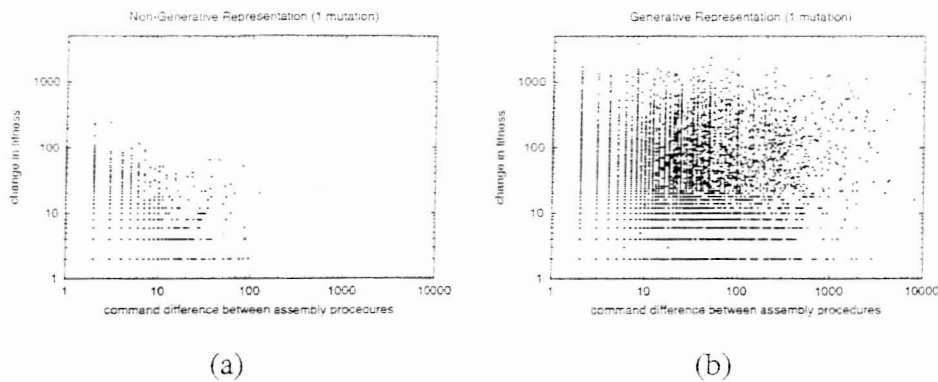 Non-Generative Representation (1 mutation)
1000
100
10
1
change in fitness
1 10 100 1000 10000
command difference between assembly procedures
(a)
Generative Representation (1 mutation)
1000
100
10
1
change in fitness
1 10 100 1000 10000
command difference between assembly procedures
(b)